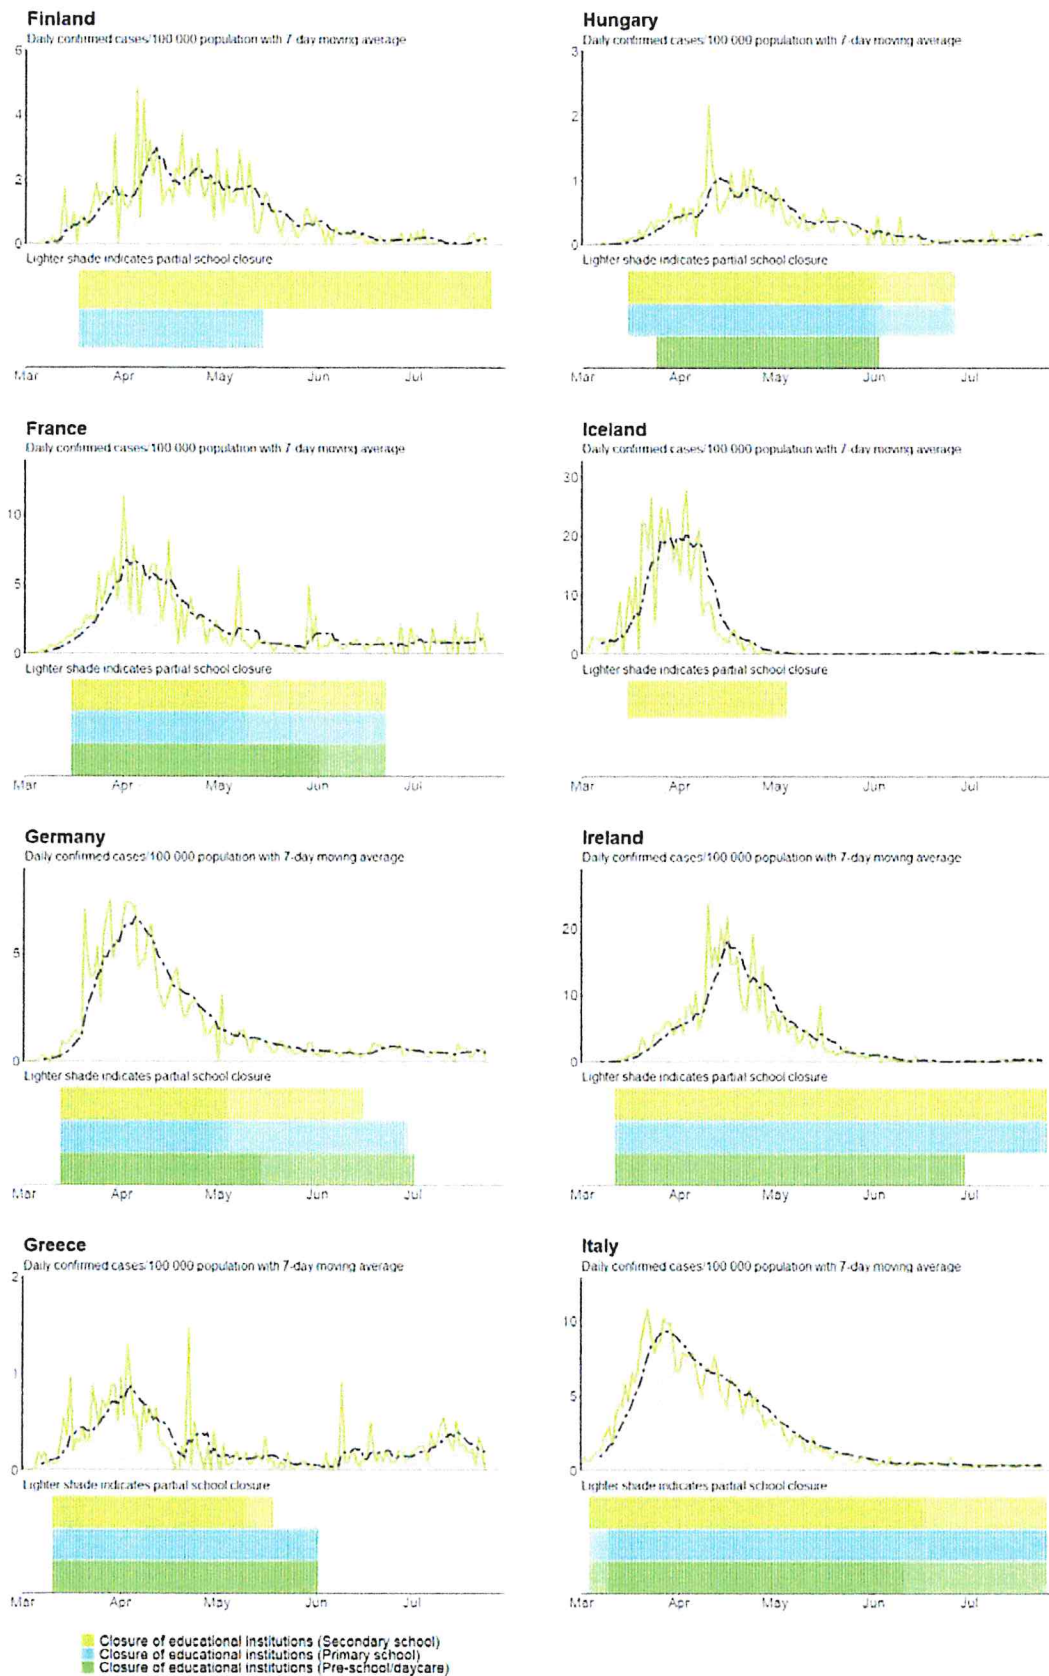 Finland
Daily confirmed cases/100 000 population with 7-day moving average
6
4
2
0
Lighter shade indicates partial school closure
Mar Apr May Jun Jul
Hungary
Daily confirmed cases/100 000 population with 7-day moving average
3
2
1
0
Lighter shade indicates partial school closure
Mar Apr May Jun Jul
France
Daily confirmed cases/100 000 population with 7-day moving average
10
5
0
Lighter shade indicates partial school closure
Mar Apr May Jun Jul
Iceland
Daily confirmed cases/100 000 population with 7-day moving average
30
20
10
0
Lighter shade indicates partial school closure
Mar Apr May Jun Jul
Germany
Daily confirmed cases/100 000 population with 7-day moving average
5
0
Lighter shade indicates partial school closure
Mar Apr May Jun Jul
Ireland
Daily confirmed cases/100 000 population with 7-day moving average
20
10
0
Lighter shade indicates partial school closure
Mar Apr May Jun Jul
Greece
Daily confirmed cases/100 000 population with 7-day moving average
2
1
0
Lighter shade indicates partial school closure
Mar Apr May Jun Jul
Italy
Daily confirmed cases/100 000 population with 7-day moving average
10
5
0
Lighter shade indicates partial school closure
Mar Apr May Jun Jul
Closure of educational institutions (Secondary school)
Closure of educational institutions (Primary school)
Closure of educational institutions (Pre-school/daycare)